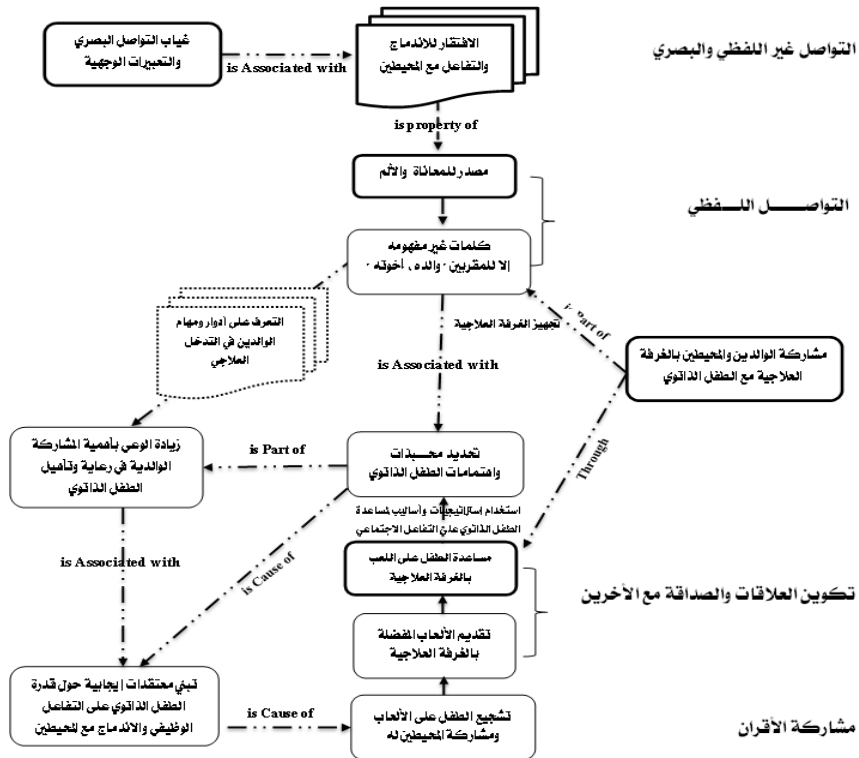 التواصل غير اللفظي والبصري
الافتقار للاندماج
والتفاعل مع المحيطين
is Associated with
غياب التواصل البصري
والتعبيرات الوجهية
is property of
مصدر للمعاناة والألم
التواصـــــــل اللـــفظي
كلمات غير مفهومه
إلا للمقربين - والده ، أخوته -
التعرف على أدوار ومهام
الوالدين في التدخل
العلاجي
is Part of
تجهيز الغرفة العلاجية
مشاركة الوالدين والمحيطين بالغرفة
العلاجية مع الطفل الذاتوي
is Associated with
Through
تحديد محـــبذات
واهتمامات الطفل الذاتوي
is Part of
زيادة الوعي بأهمية المشاركة
الوالدية في رعاية وتأهيل
الطفل الذاتوي
استخدام إستراتيجيات وأساليب لمساعدة
الطفل الذاتوي على التفاعل الاجتماعي
is Associated with
is Cause of
مساعدة الطفل على اللعب
بالغرفة العلاجية
تكوين العلاقات والصداقة مع الأخرين
تقديم الألعاب المفضلة
بالغرفة العلاجية
تبني معتقدات إيجابية حول قدرة
الطفل الذاتوي على التفاعل
الوظيفي والاندماج مع المحيطين
is Cause of
تشجيع الطفل على الألعاب
ومشاركة المحيطين له
مشاركة الأقران